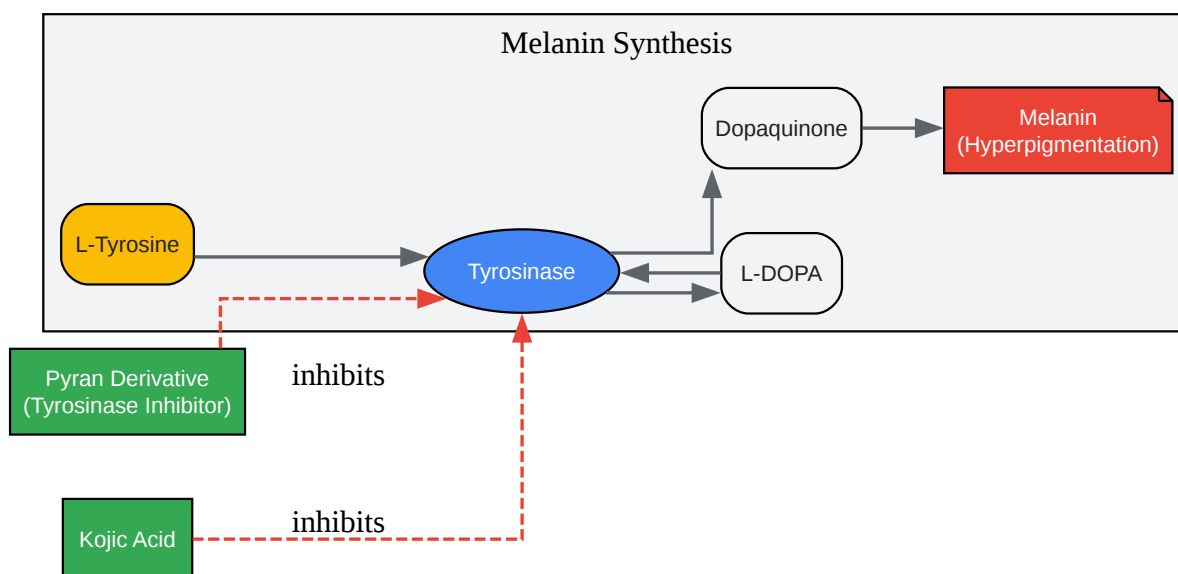 Melanin Synthesis
Dopaquinone
Melanin
(Hyperpigmentation)
L-Tyrosine
Tyrosinase
L-DOPA
Pyran Derivative
(Tyrosinase Inhibitor)
inhibits
Kojic Acid
inhibits